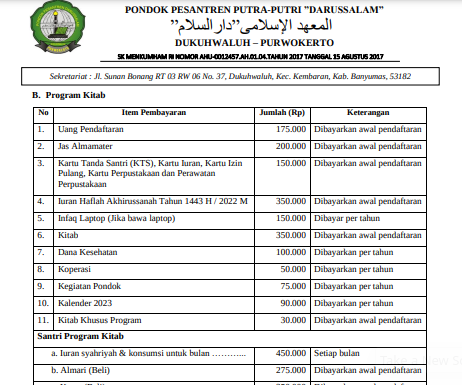 PONDOK PESANTREN PUTRA-PUTRI "DARUSSALAM"
المعهد الإسلامى "دار السلام"
DUKUHWALUH – PURWOKERTO
SK MENKUMHAM RI NOMOR AHU-0012457.AH.01.04.TAHUN 2017 TANGGAL 15 AGUSTUS 2017
Sekretariat : Jl. Sunan Bonang RT 03 RW 06 No. 37, Dukuhwaluh, Kec. Kembaran, Kab. Banyumas, 53182
B. Program Kitab
No Item Pembayaran Jumlah (Rp) Keterangan
1. Uang Pendaftaran 175.000 Dibayarkan awal pendaftaran
2. Jas Almamater 200.000 Dibayarkan awal pendaftaran
3. Kartu Tanda Santri (KTS), Kartu Iuran, Kartu Izin 150.000 Dibayarkan awal pendaftaran
Pulang, Kartu Perpustakaan dan Perawatan
Perpustakaan
4. Iuran Haflah Akhirussanah Tahun 1443 H / 2022 M 350.000 Dibayarkan awal pendaftaran
5. Infaq Laptop (Jika bawa laptop) 150.000 Dibayar per tahun
6. Kitab 350.000 Dibayarkan awal pendaftaran
7. Dana Kesehatan 100.000 Dibayarkan per tahun
8. Koperasi 50.000 Dibayarkan per tahun
9. Kegiatan Pondok 75.000 Dibayarkan per tahun
10. Kalender 2023 90.000 Dibayarkan per tahun
11. Kitab Khusus Program 30.000 Dibayarkan awal pendaftaran
Santri Program Kitab
a. Iuran syahriyah & konsumsi untuk bulan ……….. 450.000 Setiap bulan
b. Almari (Beli) 275.000 Dibayarkan awal pendaftaran